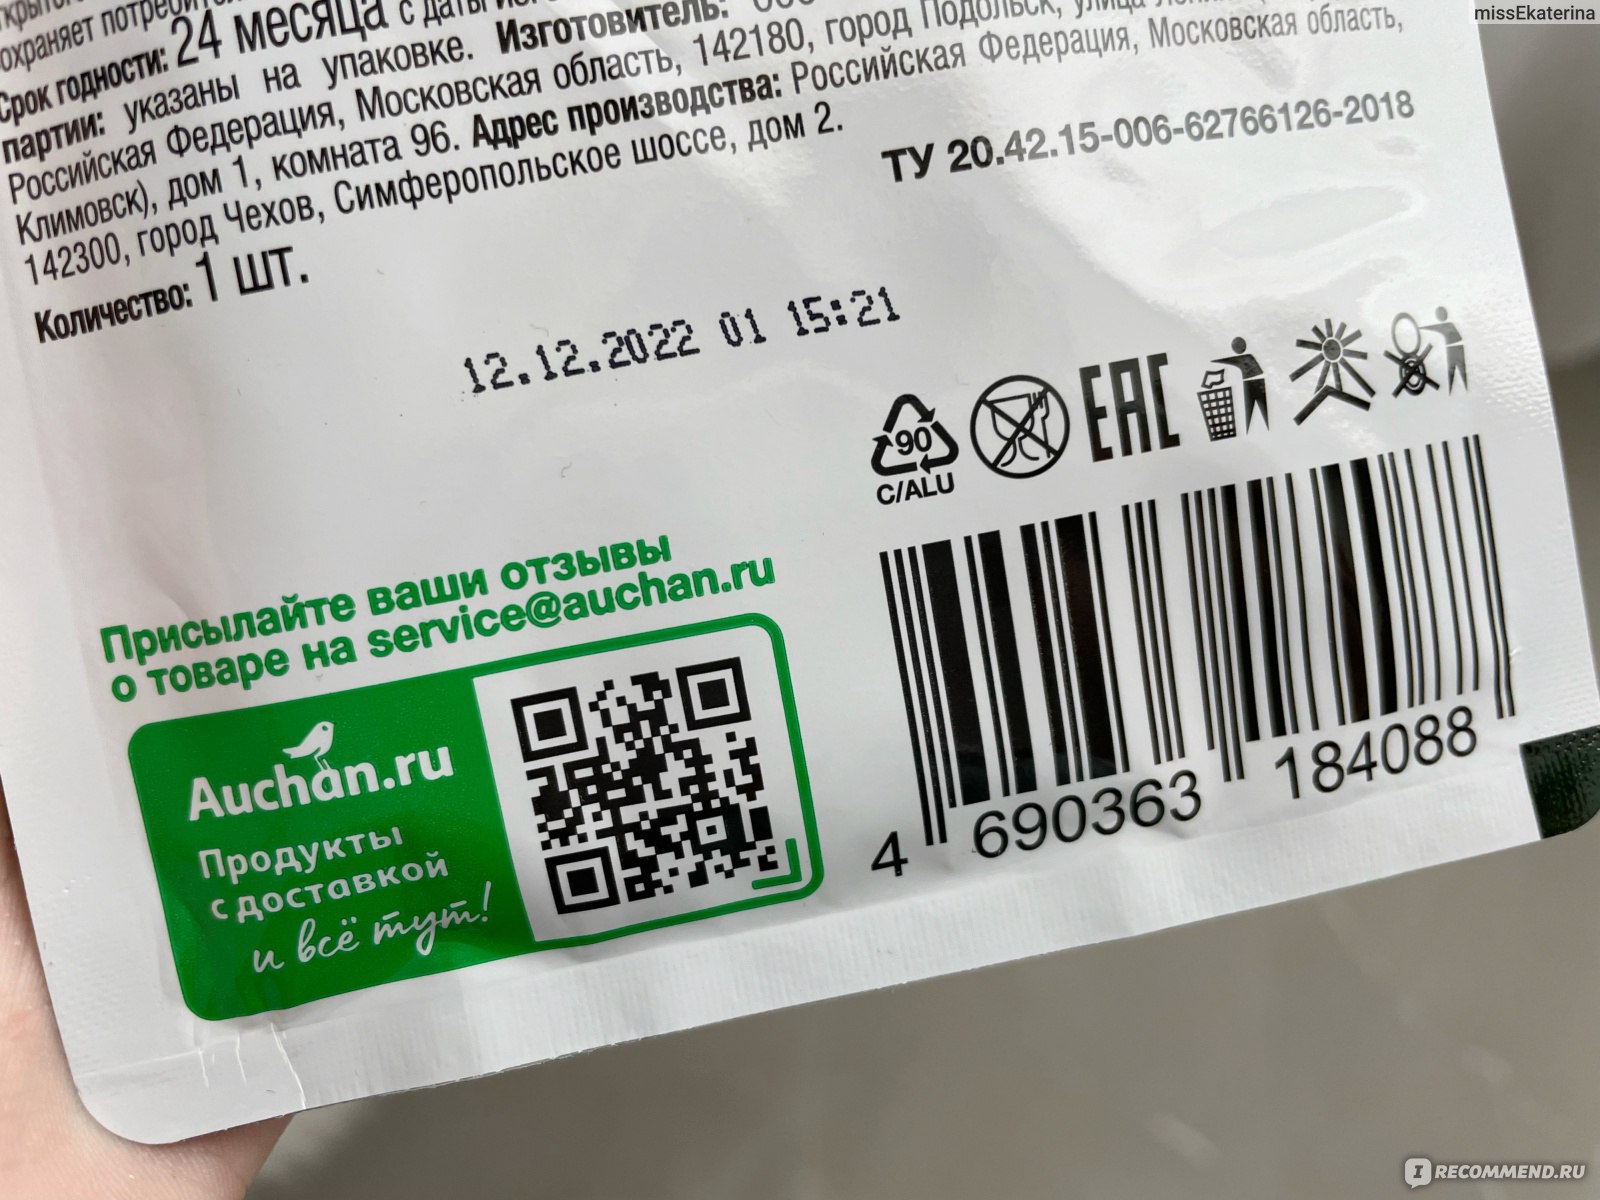 missEkaterina
охраняет
Срок годности: 24 месяца с даты
партии: указаны на упаковке. Изготовитель:
Российская Федерация, Московская область, 142180, город Подольск, улица
Климовск), дом 1, комната 96. Адрес производства: Российская Федерация, Московская область,
142300, город Чехов, Симферопольское шоссе, дом 2.
Количество: 1 шт.
ТУ 20.42.15-006-62766126-2018
12.12.2022 01 15:21
90
C/ALU
EAC
Присылайте ваши отзывы
о товаре на service@auchan.ru
Auchan.ru
Продукты
с доставкой
и всё тут!
4 690363 184088
IRECOMMEND.RU